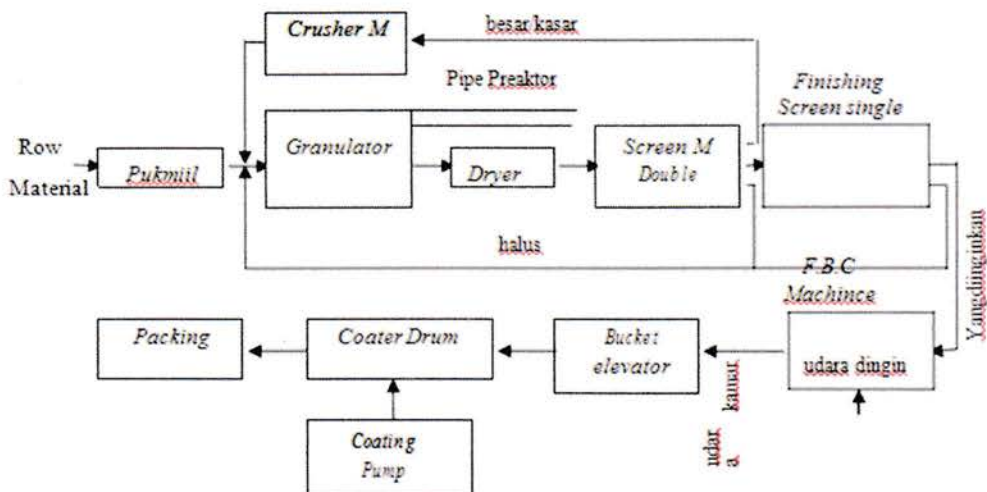 Crusher M
besar/kasar
Pipe Preaktor
Finishing
Screen single
Row
Material
Pukmiil
Granulator
Dryer
Screen M
Double
halus
Yangdiinginkan
F.B.C
Machince
udara dingin
Packing
Coater Drum
Bucket
elevator
udar
a
kamar
Coating
Pump